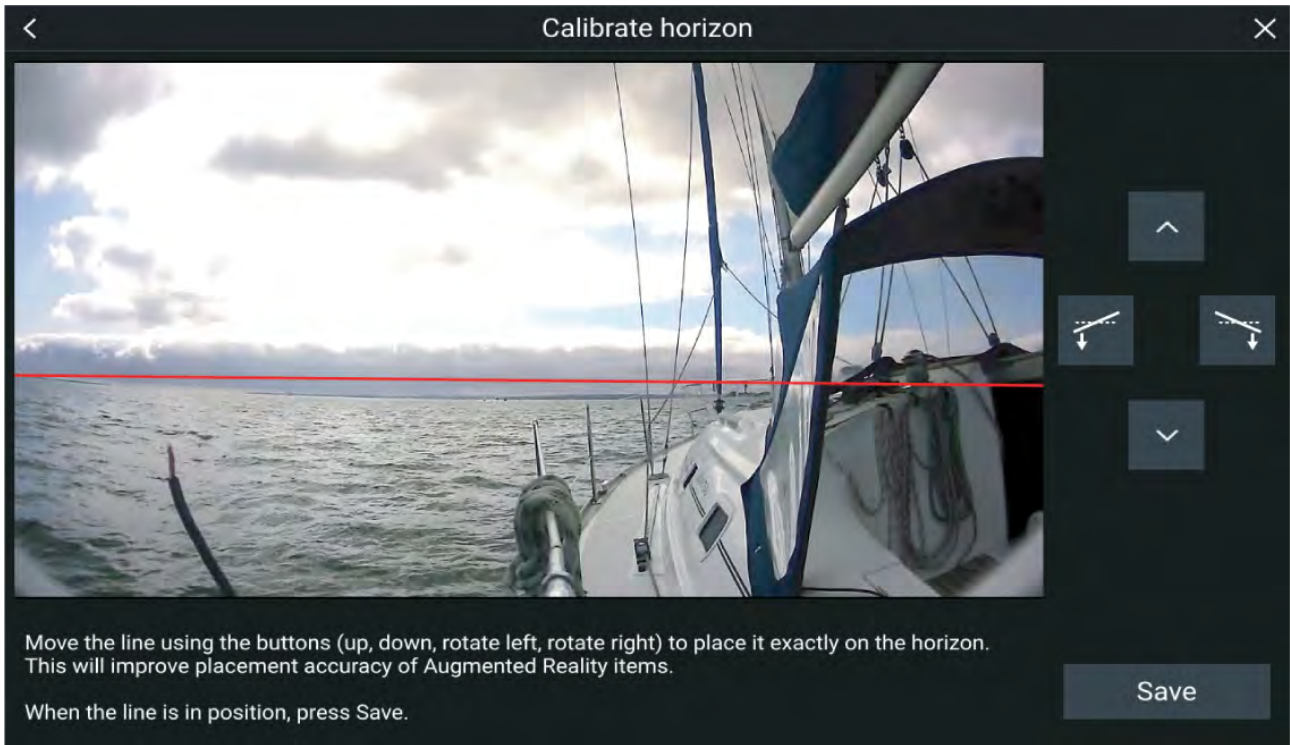 Calibrate horizon
Move the line using the buttons (up, down, rotate left, rotate right) to place it exactly on the horizon.
This will improve placement accuracy of Augmented Reality items.
When the line is in position, press Save.
Save